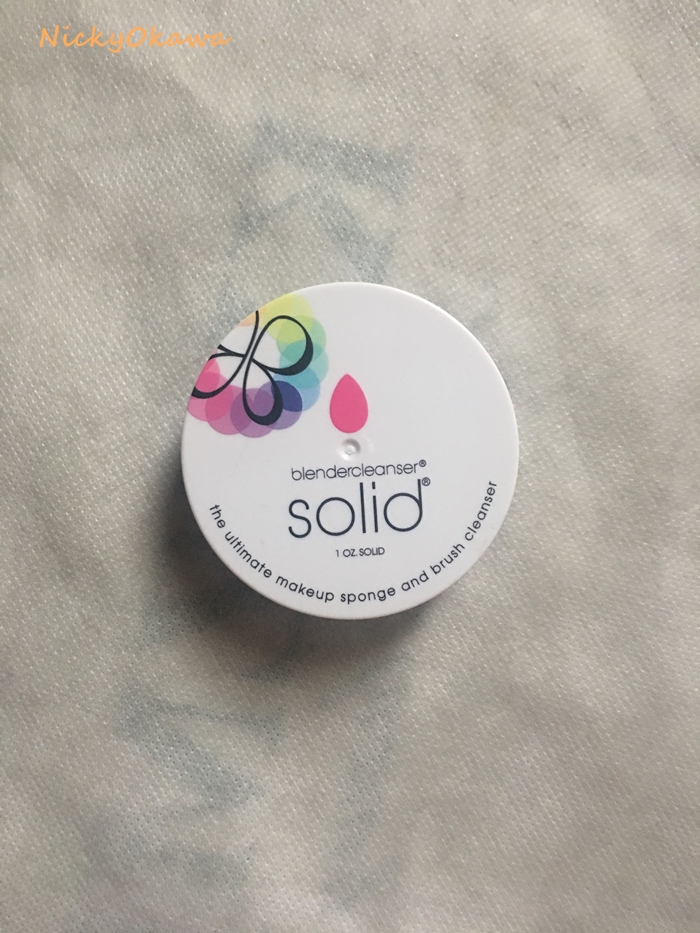 NickyOkawa
blendercleanser®
solid®
1 OZ. SOLID
the ultimate makeup sponge and brush cleanser